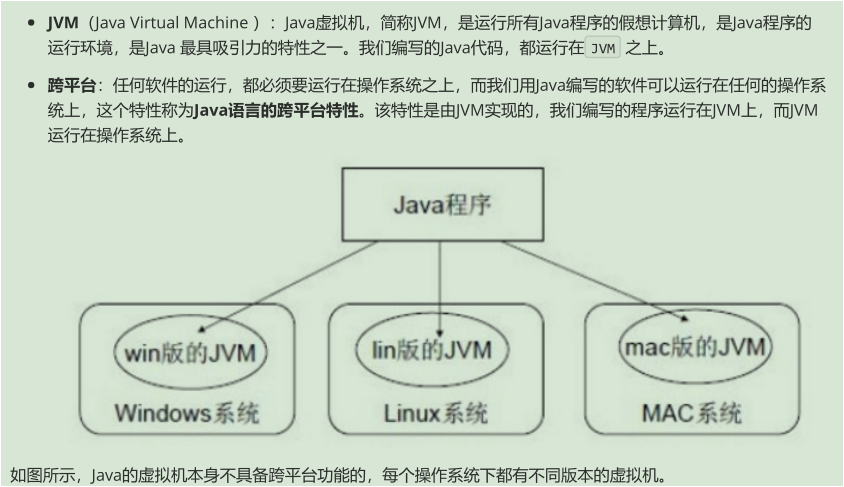 JVM（Java Virtual Machine ）：Java虚拟机，简称JVM，是运行所有Java程序的假想计算机，是Java程序的
运行环境，是Java 最具吸引力的特性之一。我们编写的Java代码，都运行在 JVM 之上。
跨平台：任何软件的运行，都必须要运行在操作系统之上，而我们用Java编写的软件可以运行在任何的操作系
统上，这个特性称为Java语言的跨平台特性。该特性是由JVM实现的，我们编写的程序运行在JVM上，而JVM
运行在操作系统上。
Java程序
win版的JVM
lin版的JVM
mac版的JVM
Windows系统
Linux系统
MAC系统
如图所示，Java的虚拟机本身不具备跨平台功能的，每个操作系统下都有不同版本的虚拟机。